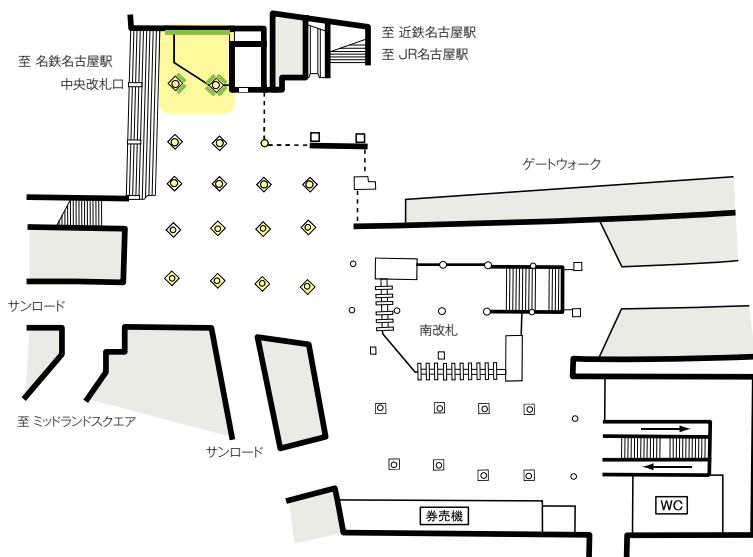 至 近鉄名古屋駅
至 JR名古屋駅
至 名鉄名古屋駅
中央改札口
ゲートウォーク
サンロード
南改札
至 ミッドランドスクエア
サンロード
券売機
WC